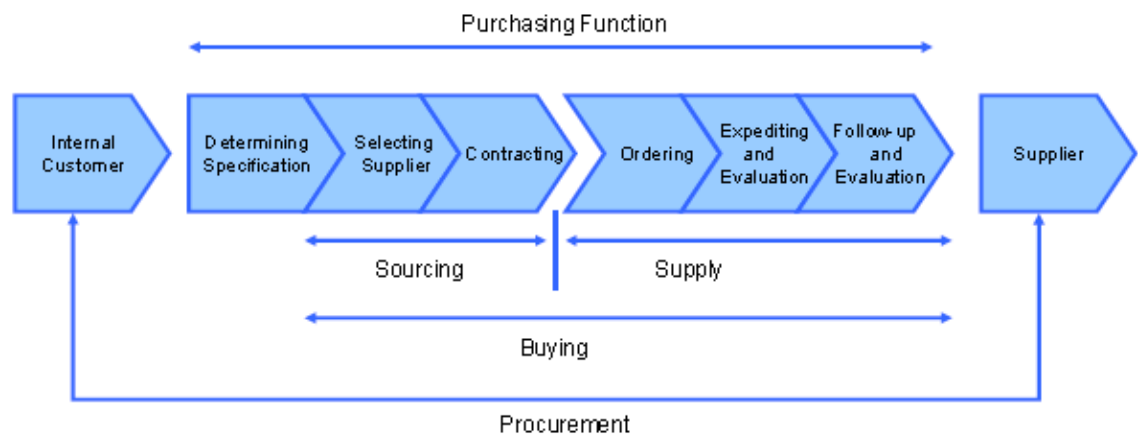 Purchasing Function
Internal
Customer
Determining
Specification
Selecting
Supplier
Contracting
Ordering
Expediting
and
Evaluation
Follow-up
and
Evaluation
Supplier
Sourcing
Supply
Buying
Procurement